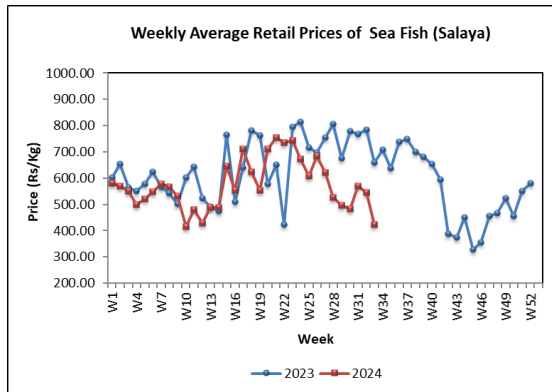 Weekly Average Retail Prices of  Sea Fish (Salaya)
Price (Rs/Kg)
1000.00
900.00
800.00
700.00
600.00
500.00
400.00
300.00
200.00
W1
W4
W7
W10
W13
W16
W19
W22
W25
W28
W31
W34
W37
W40
W43
W46
W49
W52
Week
2023
2024